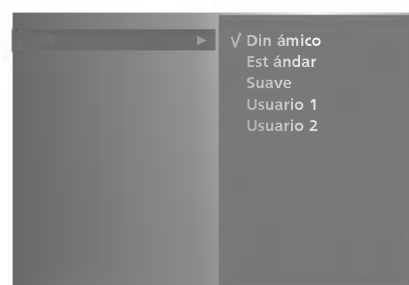 √ Din ámico
Est ándar
Suave
Usuario 1
Usuario 2